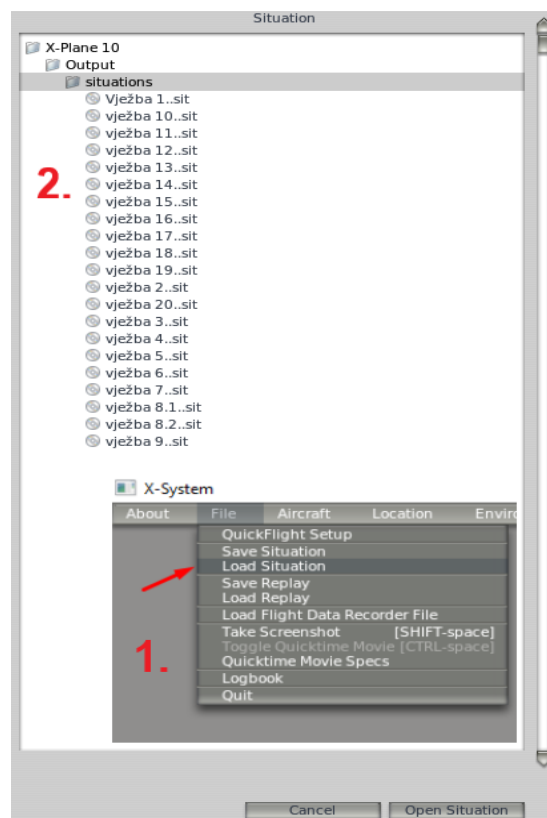 Situation
X-Plane 10
Output
situations
Vježba 1..sit
vježba 10..sit
vježba 11..sit
vježba 12..sit
vježba 13..sit
2.
vježba 14..sit
vježba 15..sit
vježba 16..sit
vježba 17..sit
vježba 18..sit
vježba 19..sit
vježba 2..sit
vježba 20..sit
vježba 3..sit
vježba 4..sit
vježba 5..sit
vježba 6..sit
vježba 7..sit
vježba 8.1..sit
vježba 8.2..sit
vježba 9..sit
X-System
About File Aircraft Location Enviro
QuickFlight Setup
Save Situation
Load Situation
Save Replay
Load Replay
Load Flight Data Recorder File
Take Screenshot [SHIFT-space]
Toggle Quicktime Movie [CTRL-space]
1.
Quicktime Movie Specs
Logbook
Quit
Cancel Open Situation